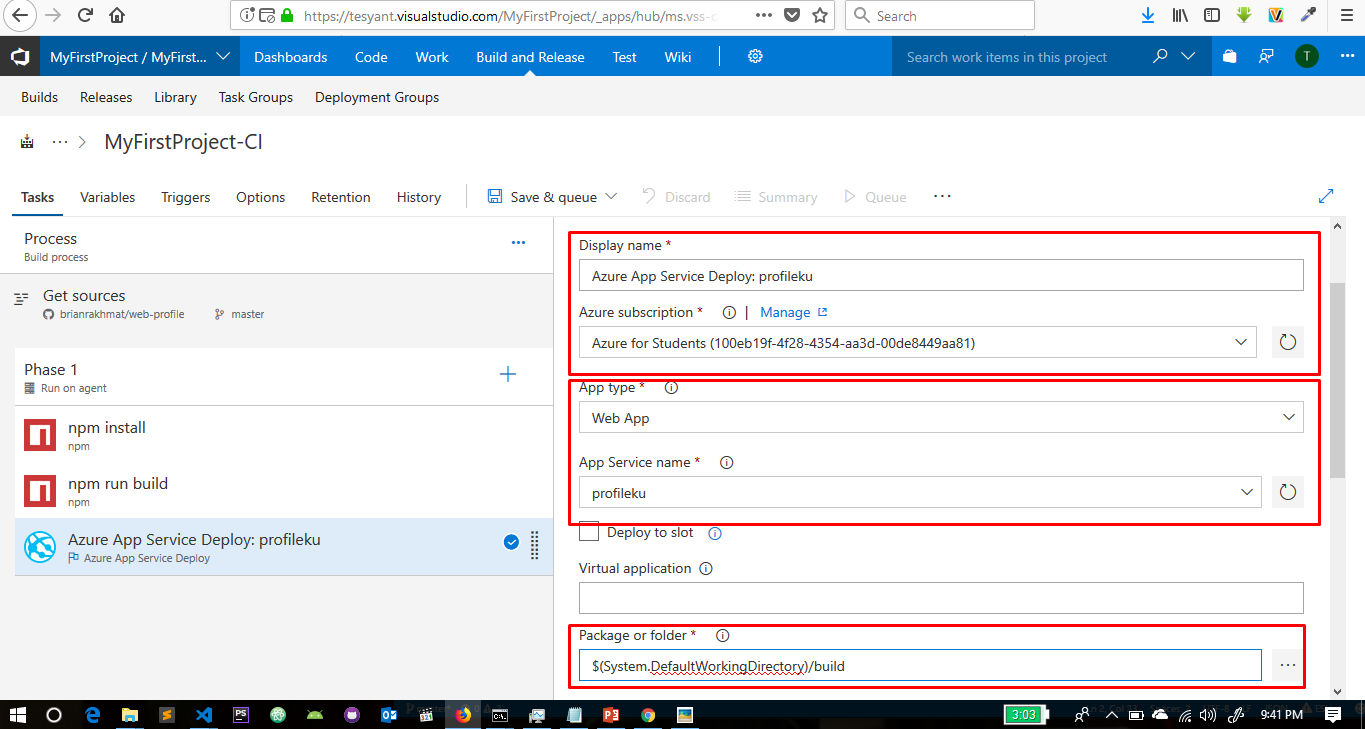 https://tesyant.visualstudio.com/MyFirstProject/_apps/hub/ms.vss-c
Search
MyFirstProject / MyFirst...
Dashboards
Code
Work
Build and Release
Test
Wiki
Search work items in this project
T
Builds
Releases
Library
Task Groups
Deployment Groups
MyFirstProject-CI
Tasks
Variables
Triggers
Options
Retention
History
Save & queue
Discard
Summary
Queue
Process
Build process
Get sources
brianrakhmat/web-profile
master
Phase 1
Run on agent
npm install
npm
npm run build
npm
Azure App Service Deploy: profileku
Azure App Service Deploy
Display name *
Azure App Service Deploy: profileku
Azure subscription * | Manage
Azure for Students (100eb19f-4f28-4354-aa3d-00de8449aa81)
App type *
Web App
App Service name *
profileku
Deploy to slot
Virtual application
Package or folder *
$(System.DefaultWorkingDirectory)/build
3:03
9:41 PM